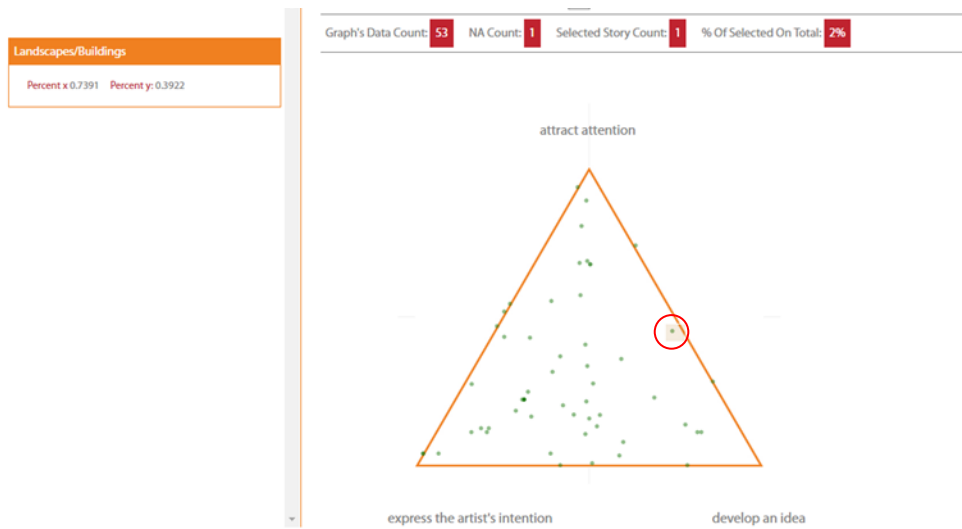 Graph's Data Count: 53 NA Count: 1 Selected Story Count: 1 % Of Selected On Total: 2%
Landscapes/Buildings
Percent x 0.7391 Percent y: 0.3922
attract attention
express the artist's intention develop an idea